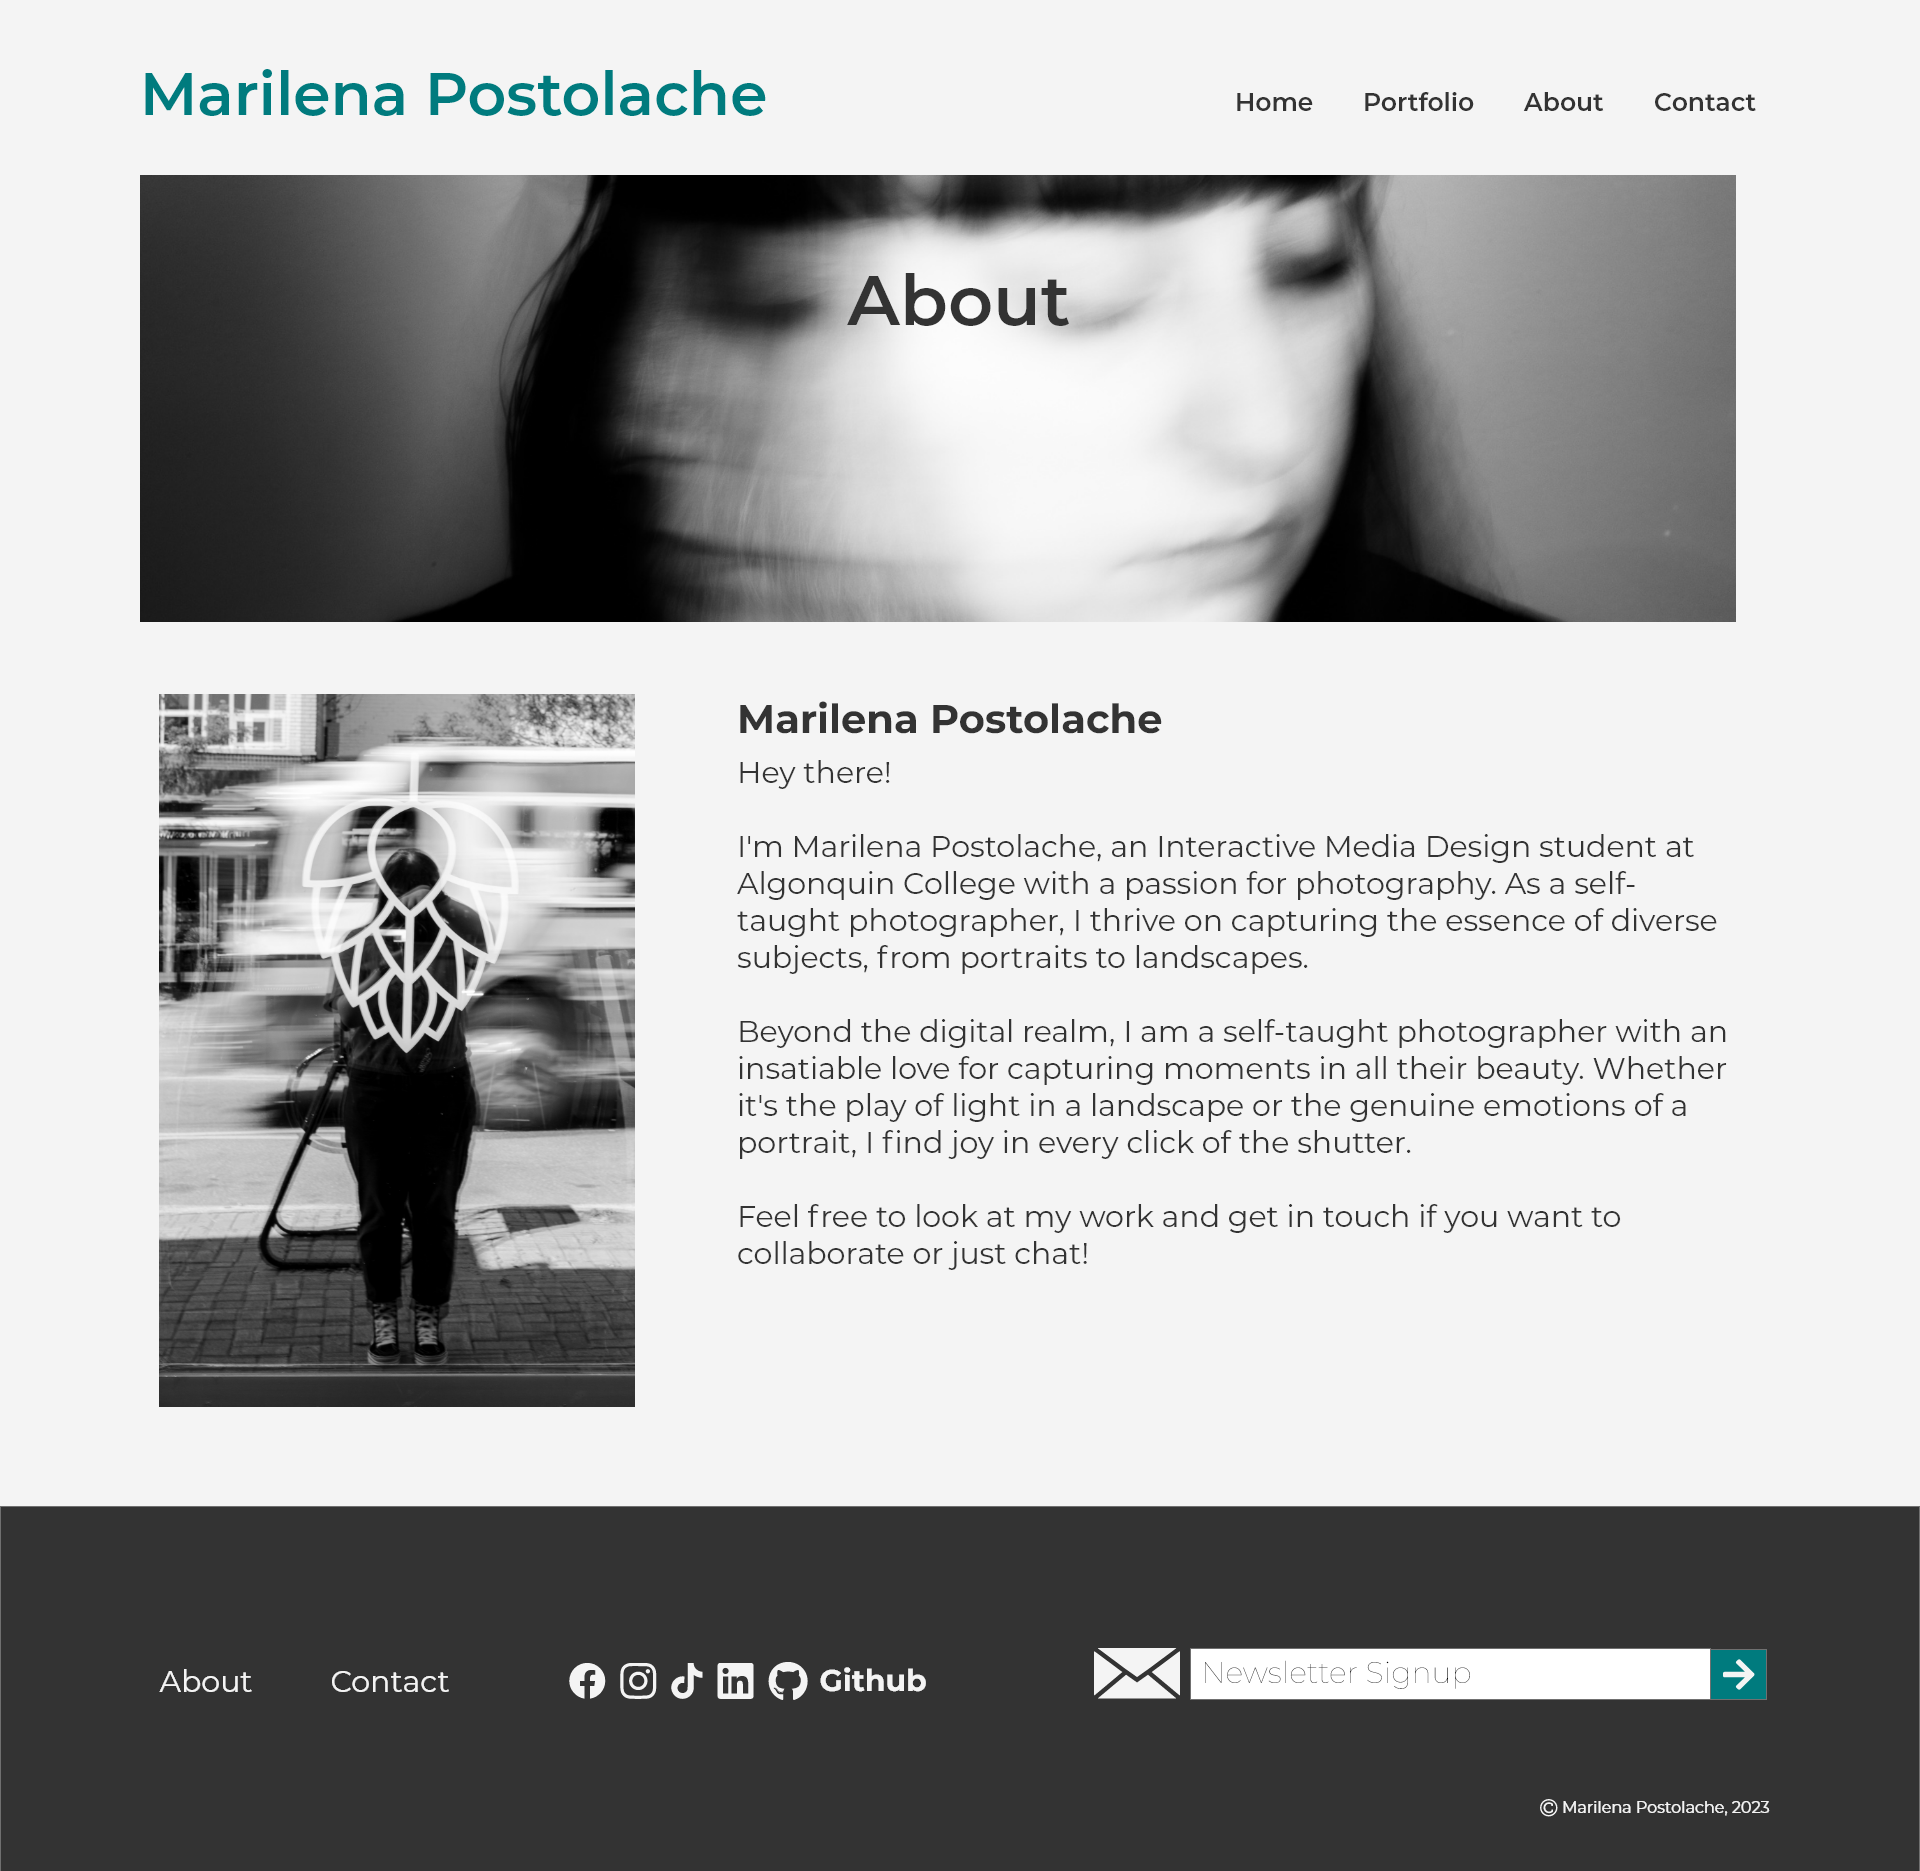 Marilena Postolache
Home Portfolio About Contact
About
Marilena Postolache
Hey there!
I'm Marilena Postolache, an Interactive Media Design student at
Algonquin College with a passion for photography. As a self-
taught photographer, I thrive on capturing the essence of diverse
subjects, from portraits to landscapes.
Beyond the digital realm, I am a self-taught photographer with an
insatiable love for capturing moments in all their beauty. Whether
it's the play of light in a landscape or the genuine emotions of a
portrait, I find joy in every click of the shutter.
Feel free to look at my work and get in touch if you want to
collaborate or just chat!
About Contact Github Newsletter Signup
© Marilena Postolache, 2023